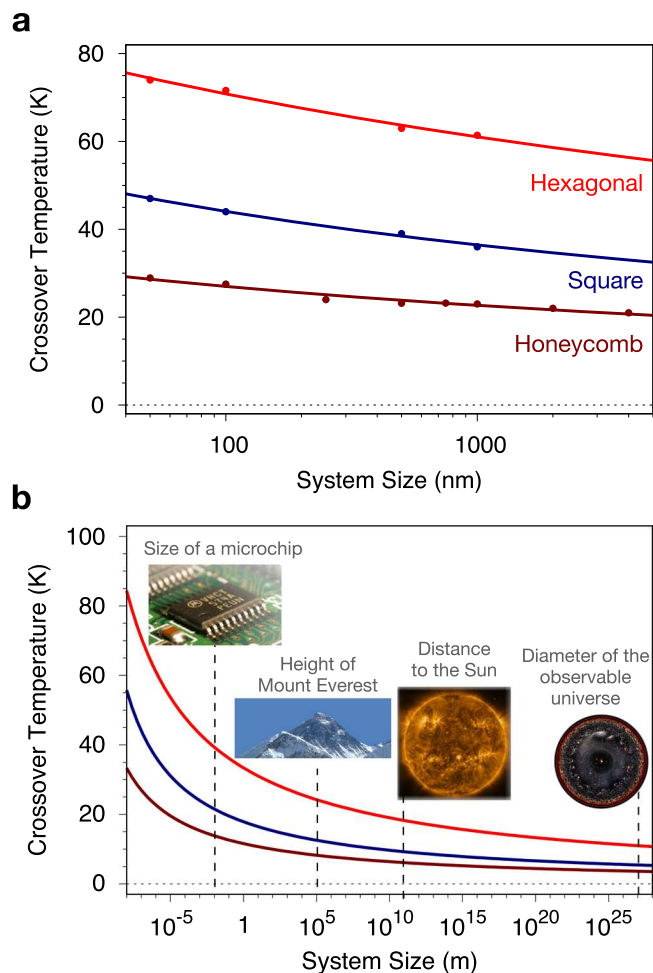 a
80
60
40
20
0
Crossover Temperature (K)
Hexagonal
Square
Honeycomb
100
1000
System Size (nm)
b
100
80
60
40
20
0
Crossover Temperature (K)
Size of a microchip
Height of
Mount Everest
Distance
to the Sun
Diameter of the
observable
universe
10⁻⁵
1
10⁵
10¹⁰
10¹⁵
10²⁰
10²⁵
System Size (m)